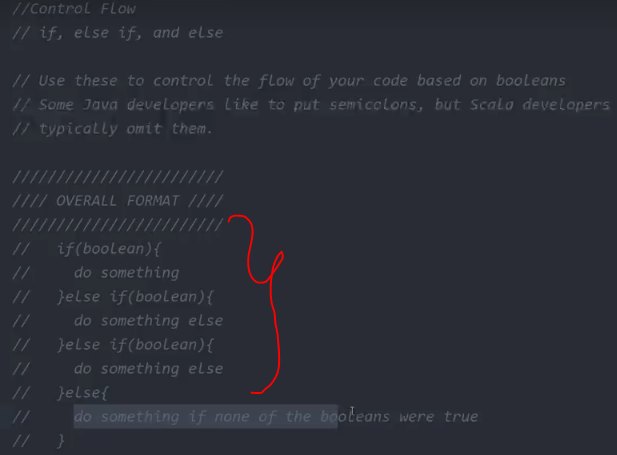 //Control Flow
// if, else if, and else
// Use these to control the flow of your code based on booleans
// Some Java developers like to put semicolons, but Scala developers
// typically omit them.
////////////////////////
//// OVERALL FORMAT ////
////////////////////////
// if(boolean){
// do something
// }else if(boolean){
// do something else
// }else if(boolean){
// do something else
// }else{
// do something if none of the booleans were true
// }